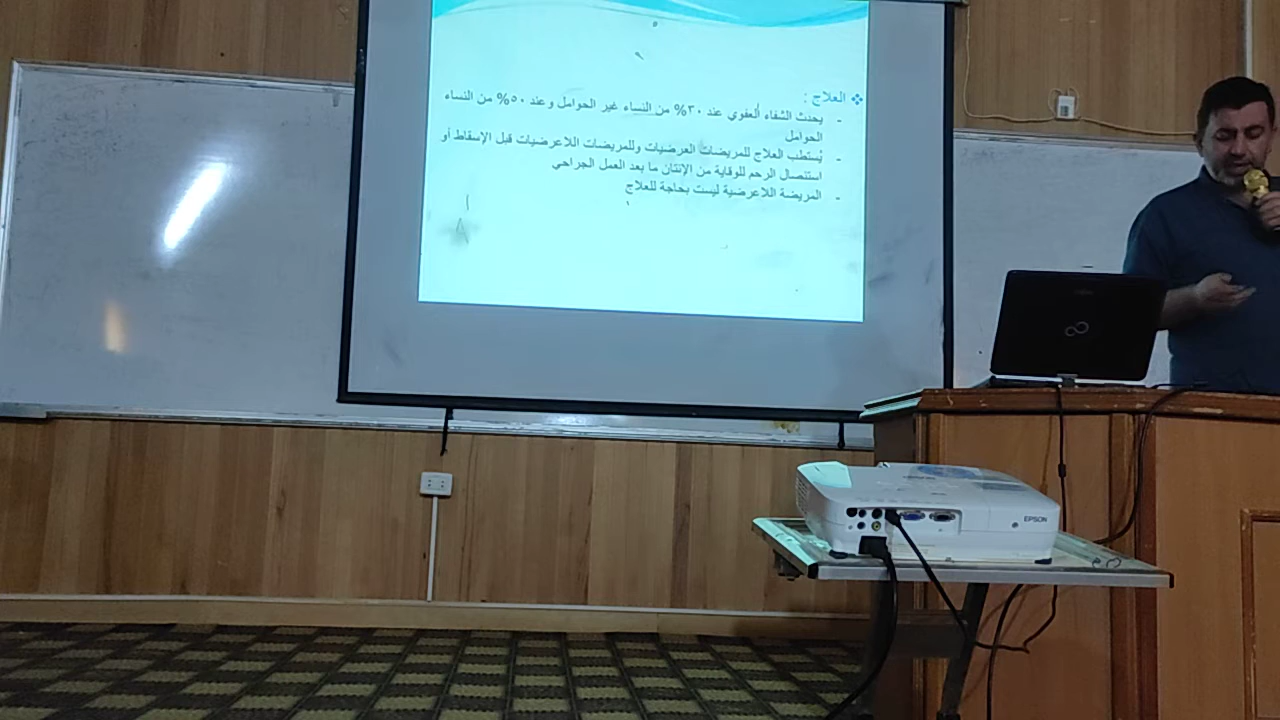 ❖ العلاج :
- يحدث الشفاء العفوي عند ٣٠% من النساء غير الحوامل وعند ٥٠% من النساء
الحوامل
- يُستطب العلاج للمريضات العرضيات وللمريضات اللاعرضيات قبل الإسقاط أو
استئصال الرحم للوقاية من الإنتان ما بعد العمل الجراحي
- المريضة اللاعرضية ليست بحاجة للعلاج
EPSON